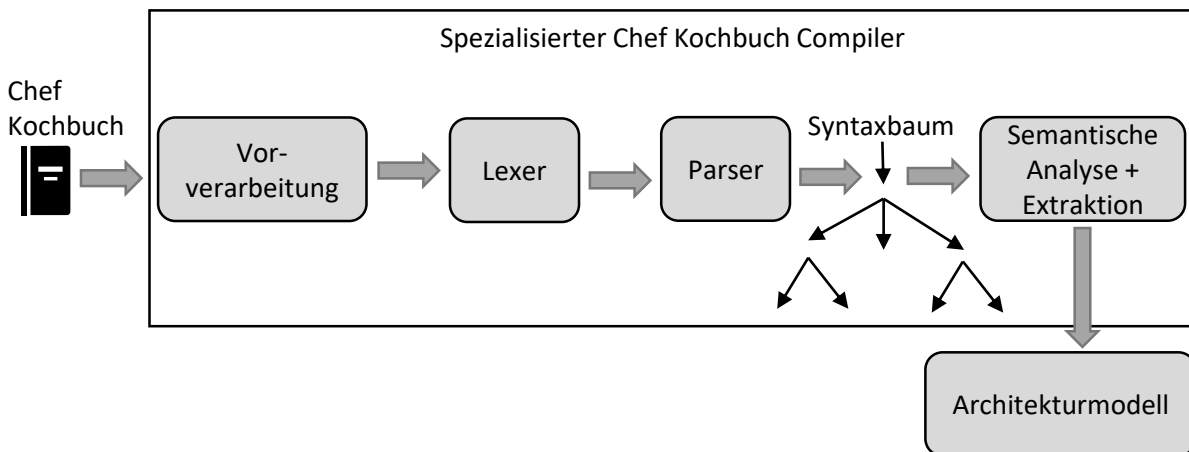 Spezialisierter Chef Kochbuch Compiler
Chef
Kochbuch
Vor-
verarbeitung
Lexer
Parser
Syntaxbaum
Semantische
Analyse +
Extraktion
Architekturmodell